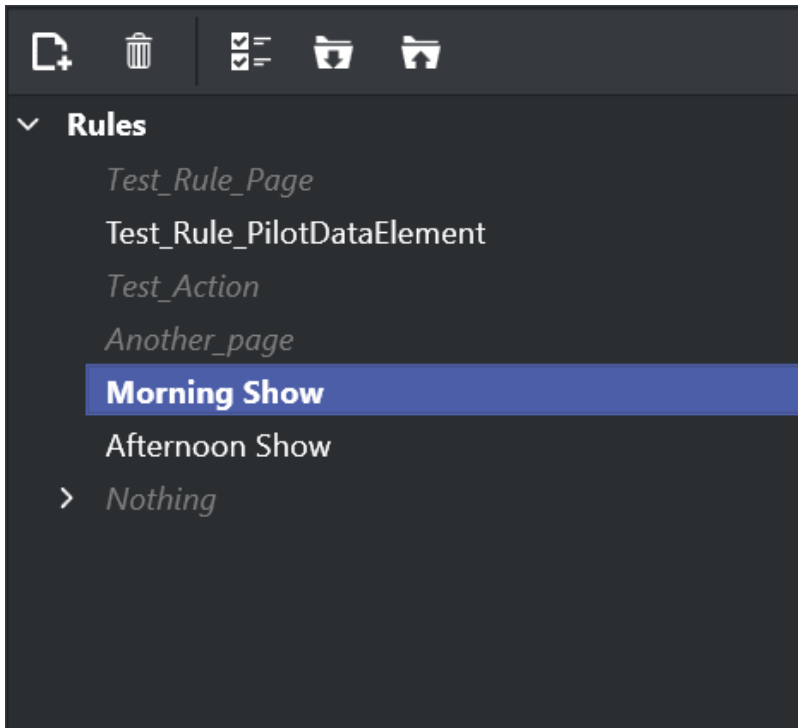 Rules
Test_Rule_Page
Test_Rule_PilotDataElement
Test_Action
Another_page
Morning Show
Afternoon Show
Nothing